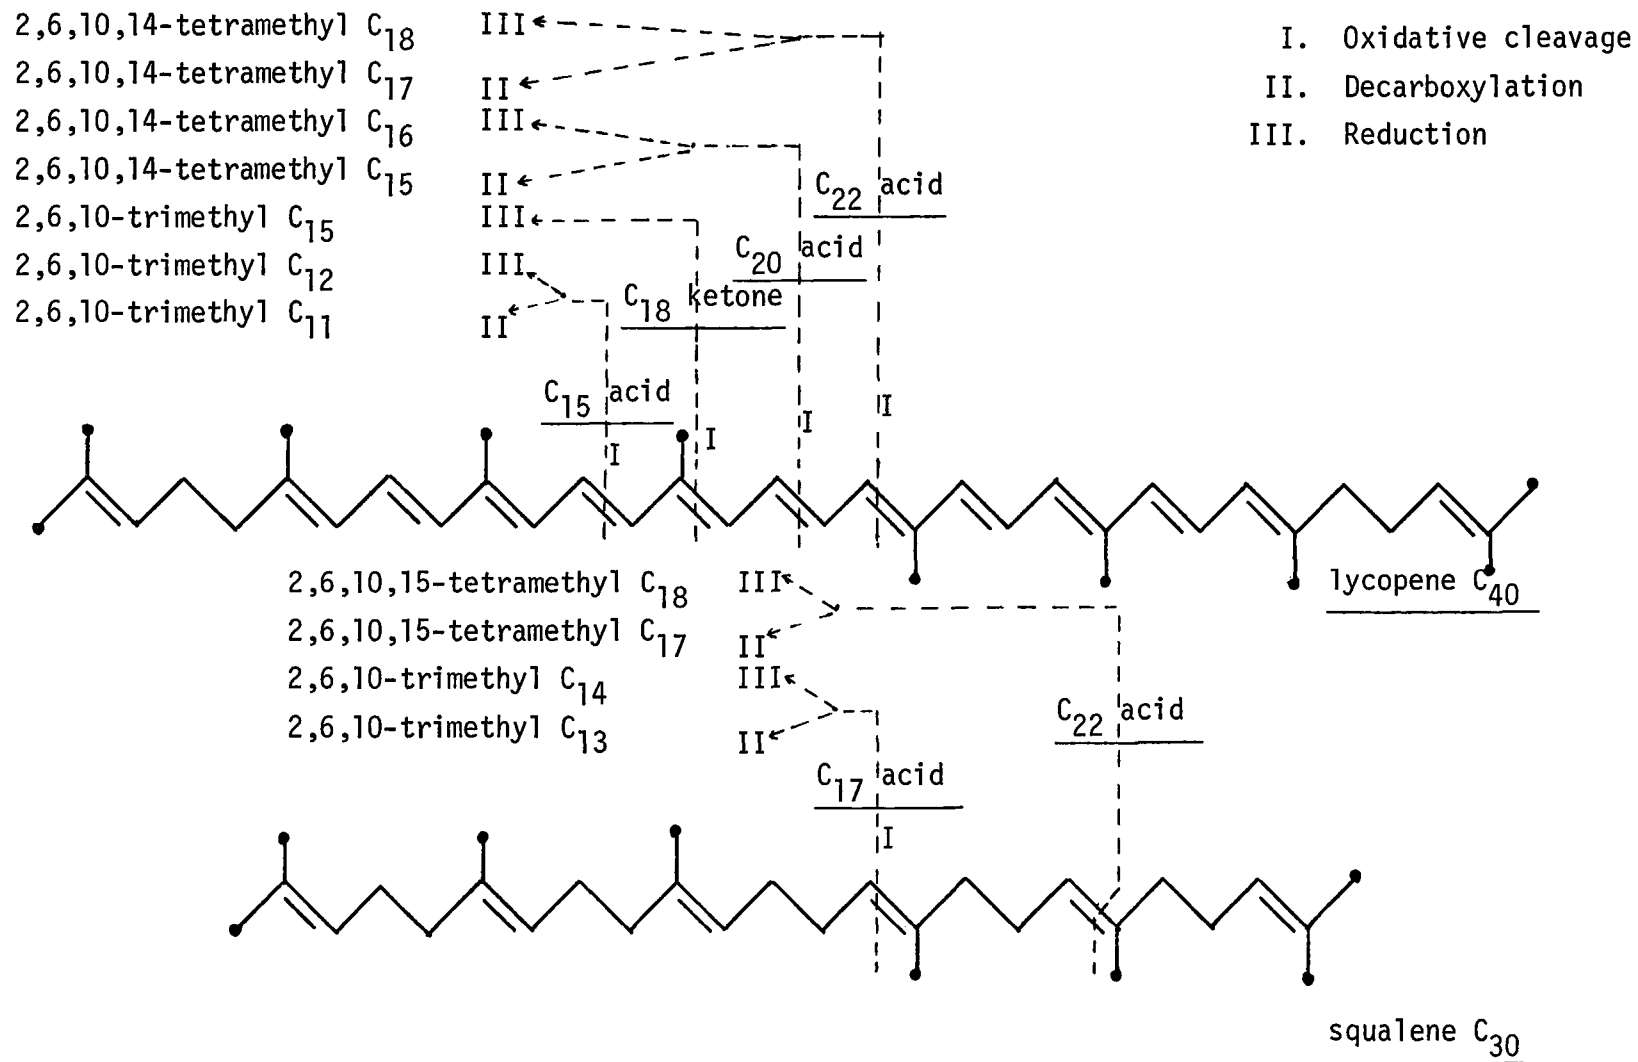 2,6,10,14-tetramethyl C18 III
2,6,10,14-tetramethyl C17 II
2,6,10,14-tetramethyl C16 III
2,6,10,14-tetramethyl C15 II
2,6,10-trimethyl C15 III
2,6,10-trimethyl C12 III
2,6,10-trimethyl C11 II
I. Oxidative cleavage
II. Decarboxylation
III. Reduction
C22 acid
C20 acid
C18 ketone
C15 acid
I
I
I
I
lycopene C40
2,6,10,15-tetramethyl C18 III
2,6,10,15-tetramethyl C17 II
2,6,10-trimethyl C14 III
2,6,10-trimethyl C13 II
C22 acid
C17 acid
I
squalene C30